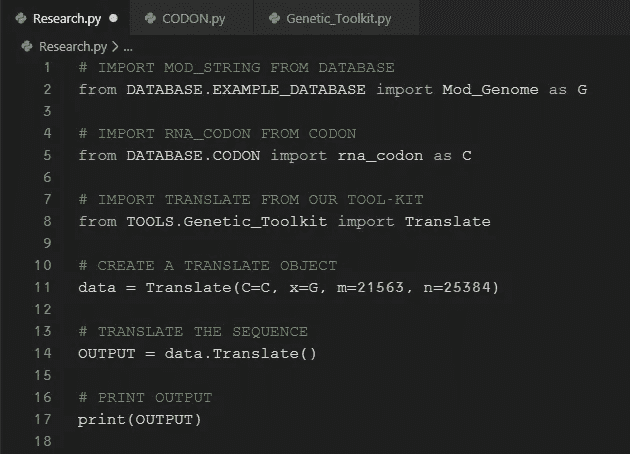 Research.py ● CODON.py Genetic_Toolkit.py
Research.py > ...
1 # IMPORT MOD_STRING FROM DATABASE
2 from DATABASE.EXAMPLE_DATABASE import Mod_Genome as G
3
4 # IMPORT RNA_CODON FROM CODON
5 from DATABASE.CODON import rna_codon as C
6
7 # IMPORT TRANSLATE FROM OUR TOOL-KIT
8 from TOOLS.Genetic_Toolkit import Translate
9
10 # CREATE A TRANSLATE OBJECT
11 data = Translate(C=C, x=G, m=21563, n=25384)
12
13 # TRANSLATE THE SEQUENCE
14 OUTPUT = data.Translate()
15
16 # PRINT OUTPUT
17 print(OUTPUT)
18